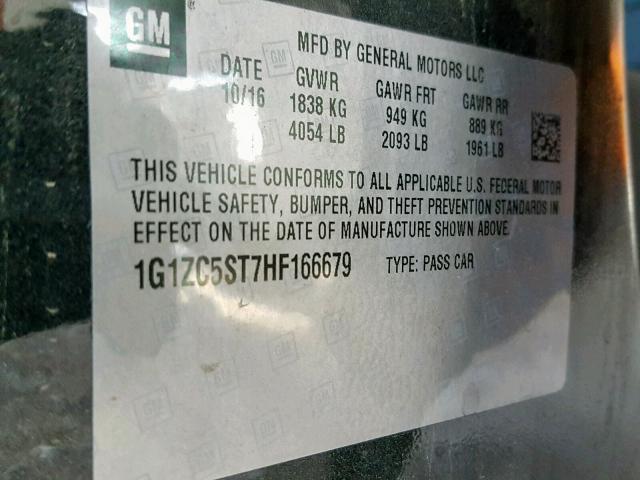 GM
MFD BY GENERAL MOTORS LLC
DATE GVWR GAWR FRT GAWR RR
10/16 1838 KG 949 KG 889 KG
4054 LB 2093 LB 1961 LB
THIS VEHICLE CONFORMS TO ALL APPLICABLE U.S. FEDERAL MOTOR
VEHICLE SAFETY, BUMPER, AND THEFT PREVENTION STANDARDS IN
EFFECT ON THE DATE OF MANUFACTURE SHOWN ABOVE.
1G1ZC5ST7HF166679 TYPE: PASS CAR